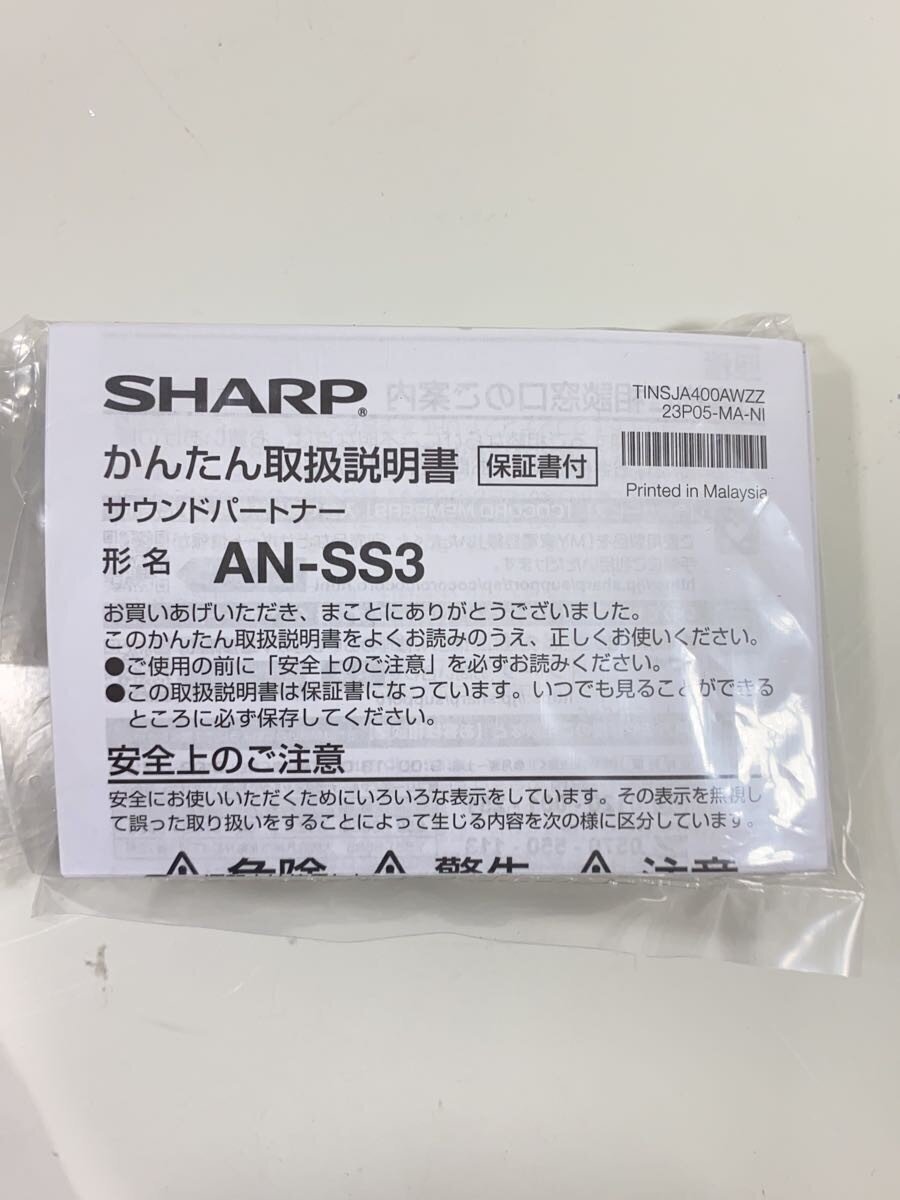 SHARP®
TINSJA400AWZZ
23P05-MA-NI
Printed in Malaysia
かんたん取扱説明書 保証書付
サウンドパートナー
形名 AN-SS3
お買いあげいただき、まことにありがとうございました。
このかんたん取扱説明書をよくお読みのうえ、正しくお使いください。
●ご使用の前に「安全上のご注意」を必ずお読みください。
●この取扱説明書は保証書になっています。いつでも見ることができる
ところに必ず保存してください。
安全上のご注意
安全にお使いいただくためにいろいろな表示をしています。その表示を無視し
て誤った取り扱いをすることによって生じる内容を次の様に区分しています。
危険 警告 注意